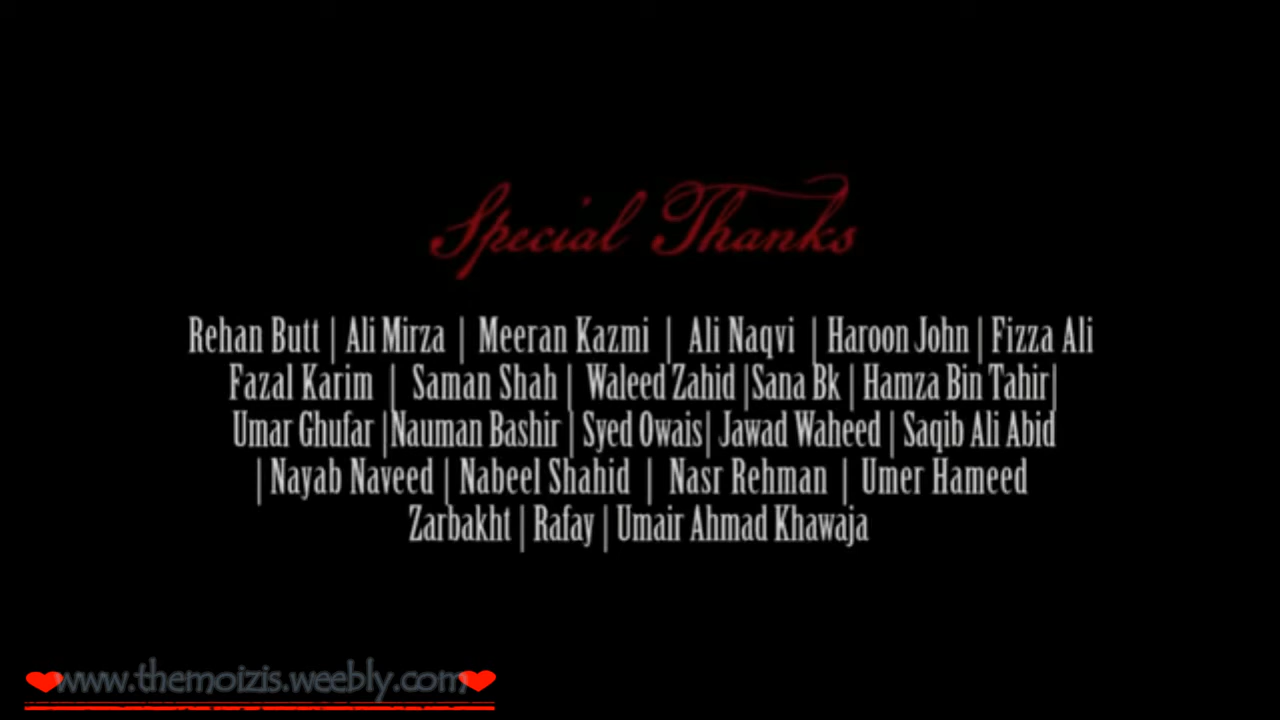 Special Thanks
Rehan Butt | Ali Mirza | Meeran Kazmi | Ali Naqvi | Haroon John | Fizza Ali
Fazal Karim | Saman Shah | Waleed Zahid |Sana Bk | Hamza Bin Tahir|
Umar Ghufar |Nauman Bashir | Syed Owais| Jawad Waheed | Saqib Ali Abid
| Nayab Naveed | Nabeel Shahid | Nasr Rehman | Umer Hameed
Zarbakht | Rafay | Umair Ahmad Khawaja
www.themoizis.weebly.com